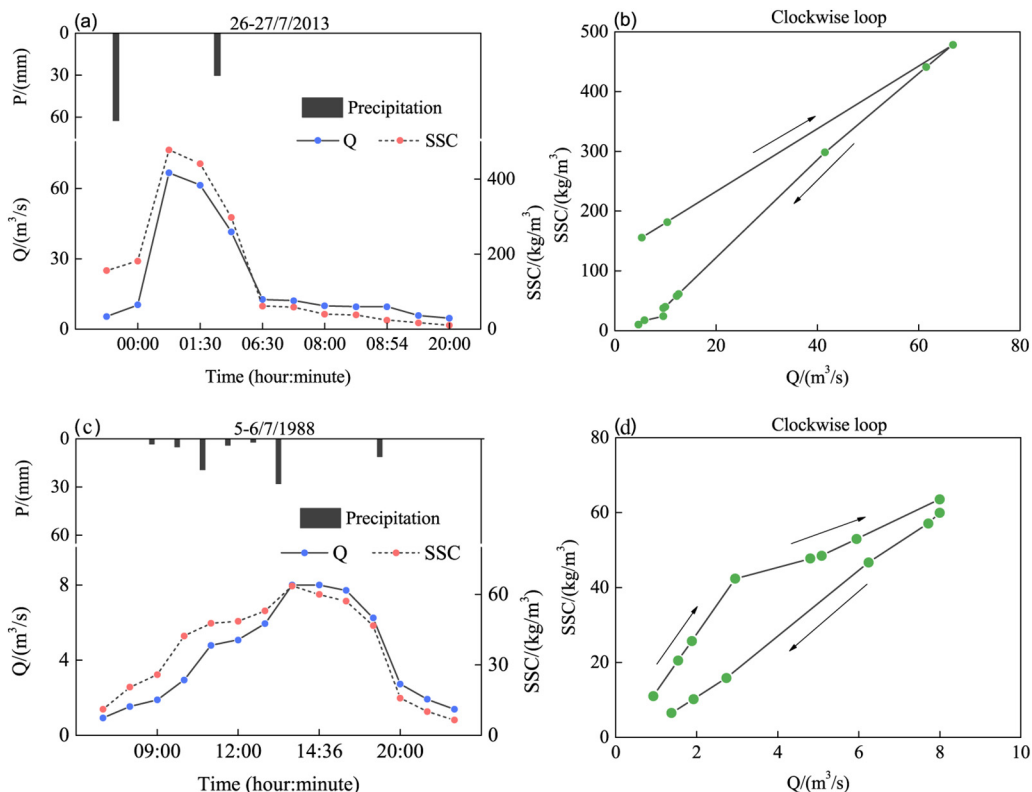 (a)
26-27/7/2013
0
30
60
P/(mm)
Precipitation
Q
SSC
60
30
0
Q/(m³/s)
400
200
0
SSC/(kg/m³)
00:00
01:30
06:30
08:00
08:54
20:00
Time (hour:minute)
(b)
Clockwise loop
500
400
300
200
100
0
SSC/(kg/m³)
0
20
40
60
80
Q/(m³/s)
(c)
5-6/7/1988
0
30
60
P/(mm)
Precipitation
Q
SSC
8
4
0
Q/(m³/s)
60
30
0
SSC/(kg/m³)
09:00
12:00
14:36
20:00
Time (hour:minute)
(d)
Clockwise loop
80
60
40
20
0
SSC/(kg/m³)
0
2
4
6
8
10
Q/(m³/s)